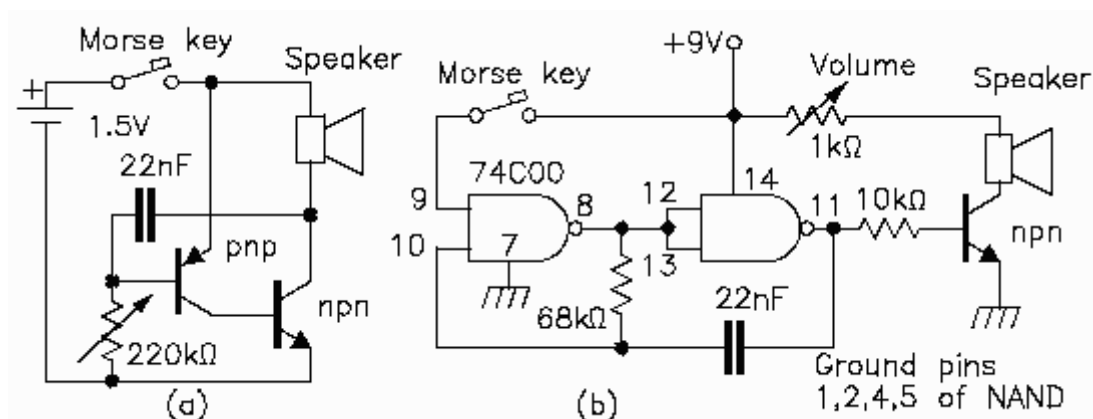 Morse key
Speaker
+
1.5V
22nF
pnp
npn
220kΩ
(a)
+9V
Morse key
Volume
Speaker
1kΩ
74C00
9
8
12
14
11
10kΩ
10
7
13
npn
68kΩ
22nF
Ground pins
(b)
1,2,4,5 of NAND